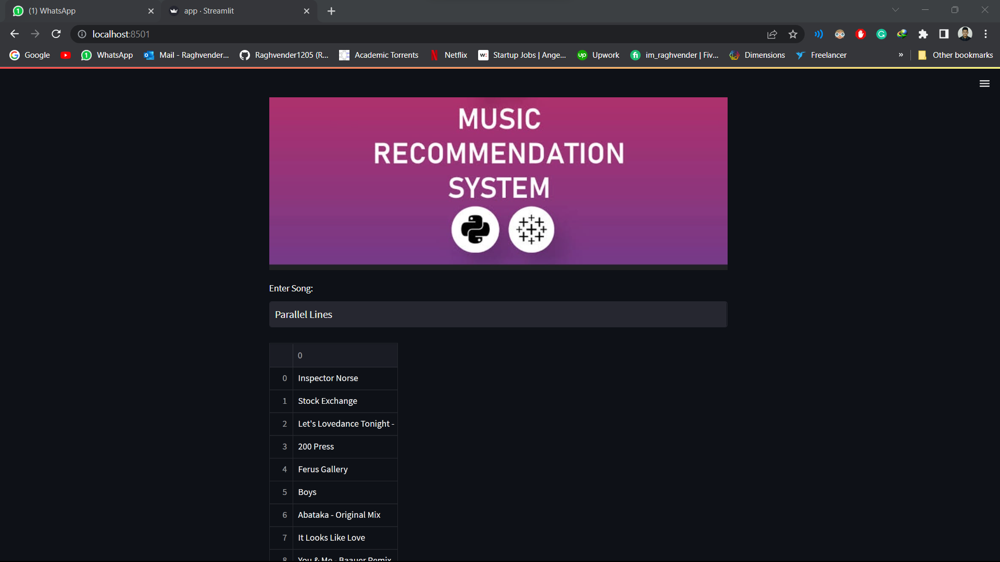 (1) WhatsApp
app · Streamlit
localhost:8501
Google
WhatsApp
Mail - Raghvender...
Raghvender1205 (R...
Academic Torrents
Netflix
w:
Startup Jobs | Ange...
up
Upwork
fi
im_raghvender | Fiv...
Dimensions
Freelancer
»
Other bookmarks
MUSIC
RECOMMENDATION
SYSTEM
Enter Song:
Parallel Lines
0
0 Inspector Norse
1 Stock Exchange
2 Let's Lovedance Tonight -
3 200 Press
4 Ferus Gallery
5 Boys
6 Abataka - Original Mix
7 It Looks Like Love
8 You & Me - Baauer Remix